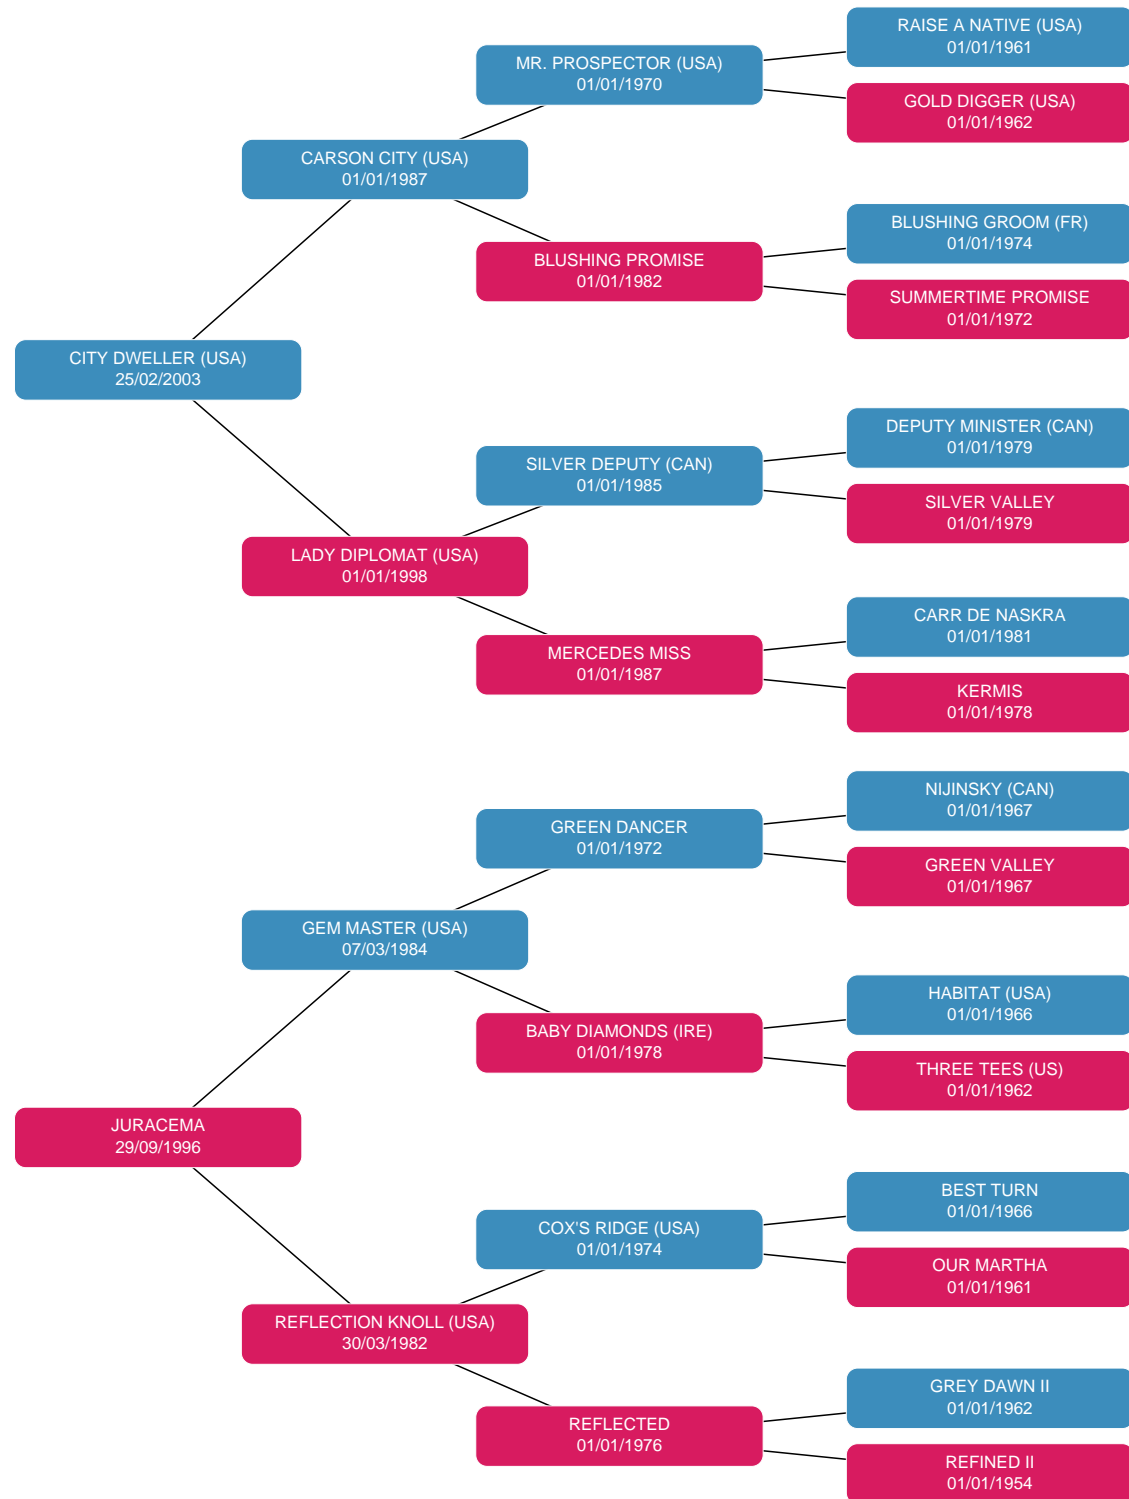 RAISE A NATIVE (USA)
01/01/1961
MR. PROSPECTOR (USA)
01/01/1970
GOLD DIGGER (USA)
01/01/1962
CARSON CITY (USA)
01/01/1987
BLUSHING GROOM (FR)
01/01/1974
BLUSHING PROMISE
01/01/1982
SUMMERTIME PROMISE
01/01/1972
CITY DWELLER (USA)
25/02/2003
DEPUTY MINISTER (CAN)
01/01/1979
SILVER DEPUTY (CAN)
01/01/1985
SILVER VALLEY
01/01/1979
LADY DIPLOMAT (USA)
01/01/1998
CARR DE NASKRA
01/01/1981
MERCEDES MISS
01/01/1987
KERMIS
01/01/1978
NIJINSKY (CAN)
01/01/1967
GREEN DANCER
01/01/1972
GREEN VALLEY
01/01/1967
GEM MASTER (USA)
07/03/1984
HABITAT (USA)
01/01/1966
BABY DIAMONDS (IRE)
01/01/1978
THREE TEES (US)
01/01/1962
JURACEMA
29/09/1996
BEST TURN
01/01/1966
COX'S RIDGE (USA)
01/01/1974
OUR MARTHA
01/01/1961
REFLECTION KNOLL (USA)
30/03/1982
GREY DAWN II
01/01/1962
REFLECTED
01/01/1976
REFINED II
01/01/1954